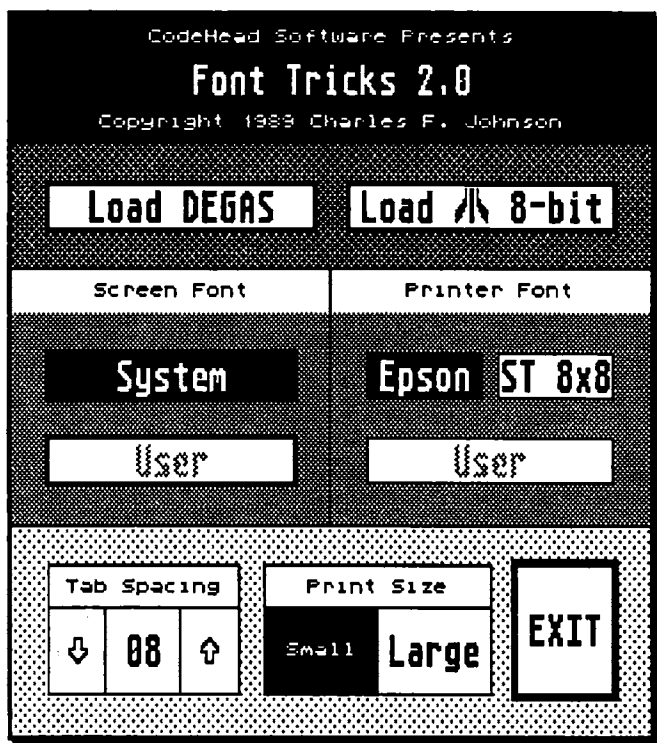 CodeHead Software Presents
Font Tricks 2.0
Copyright 1989 Charles F. Johnson
Load DEGAS
Load 8-bit
Screen Font
Printer Font
System
Epson
ST 8x8
User
User
Tab Spacing
Print Size
08
Small
Large
EXIT